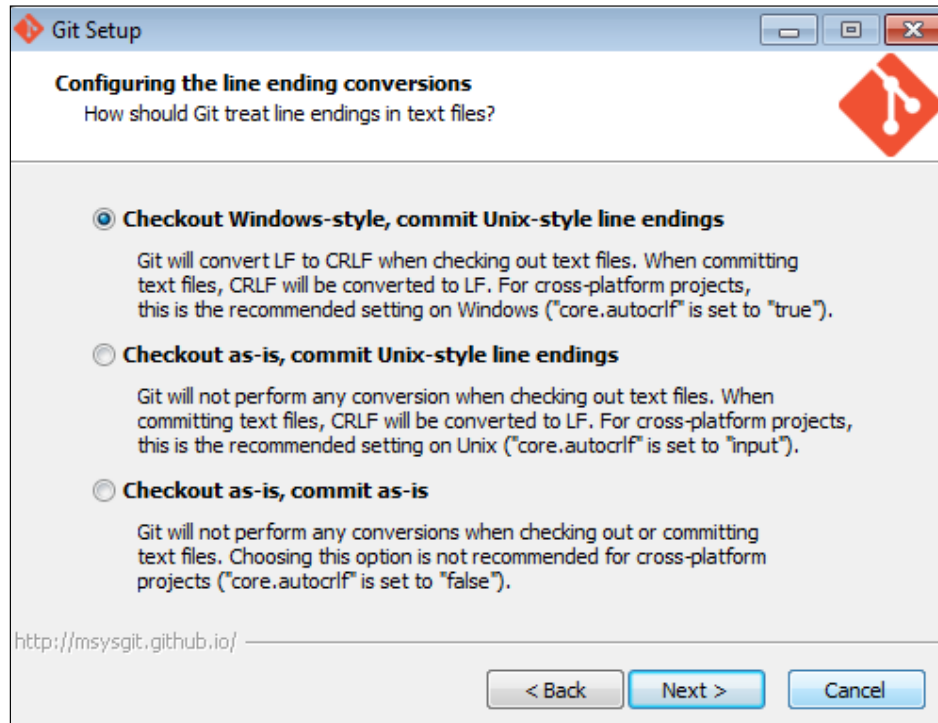 Git Setup
Configuring the line ending conversions
How should Git treat line endings in text files?
Checkout Windows-style, commit Unix-style line endings
Git will convert LF to CRLF when checking out text files. When committing
text files, CRLF will be converted to LF. For cross-platform projects,
this is the recommended setting on Windows ("core.autocrlf" is set to "true").
Checkout as-is, commit Unix-style line endings
Git will not perform any conversion when checking out text files. When
committing text files, CRLF will be converted to LF. For cross-platform projects,
this is the recommended setting on Unix ("core.autocrlf" is set to "input").
Checkout as-is, commit as-is
Git will not perform any conversions when checking out or committing
text files. Choosing this option is not recommended for cross-platform
projects ("core.autocrlf" is set to "false").
http://msysgit.github.io/
< Back
Next >
Cancel